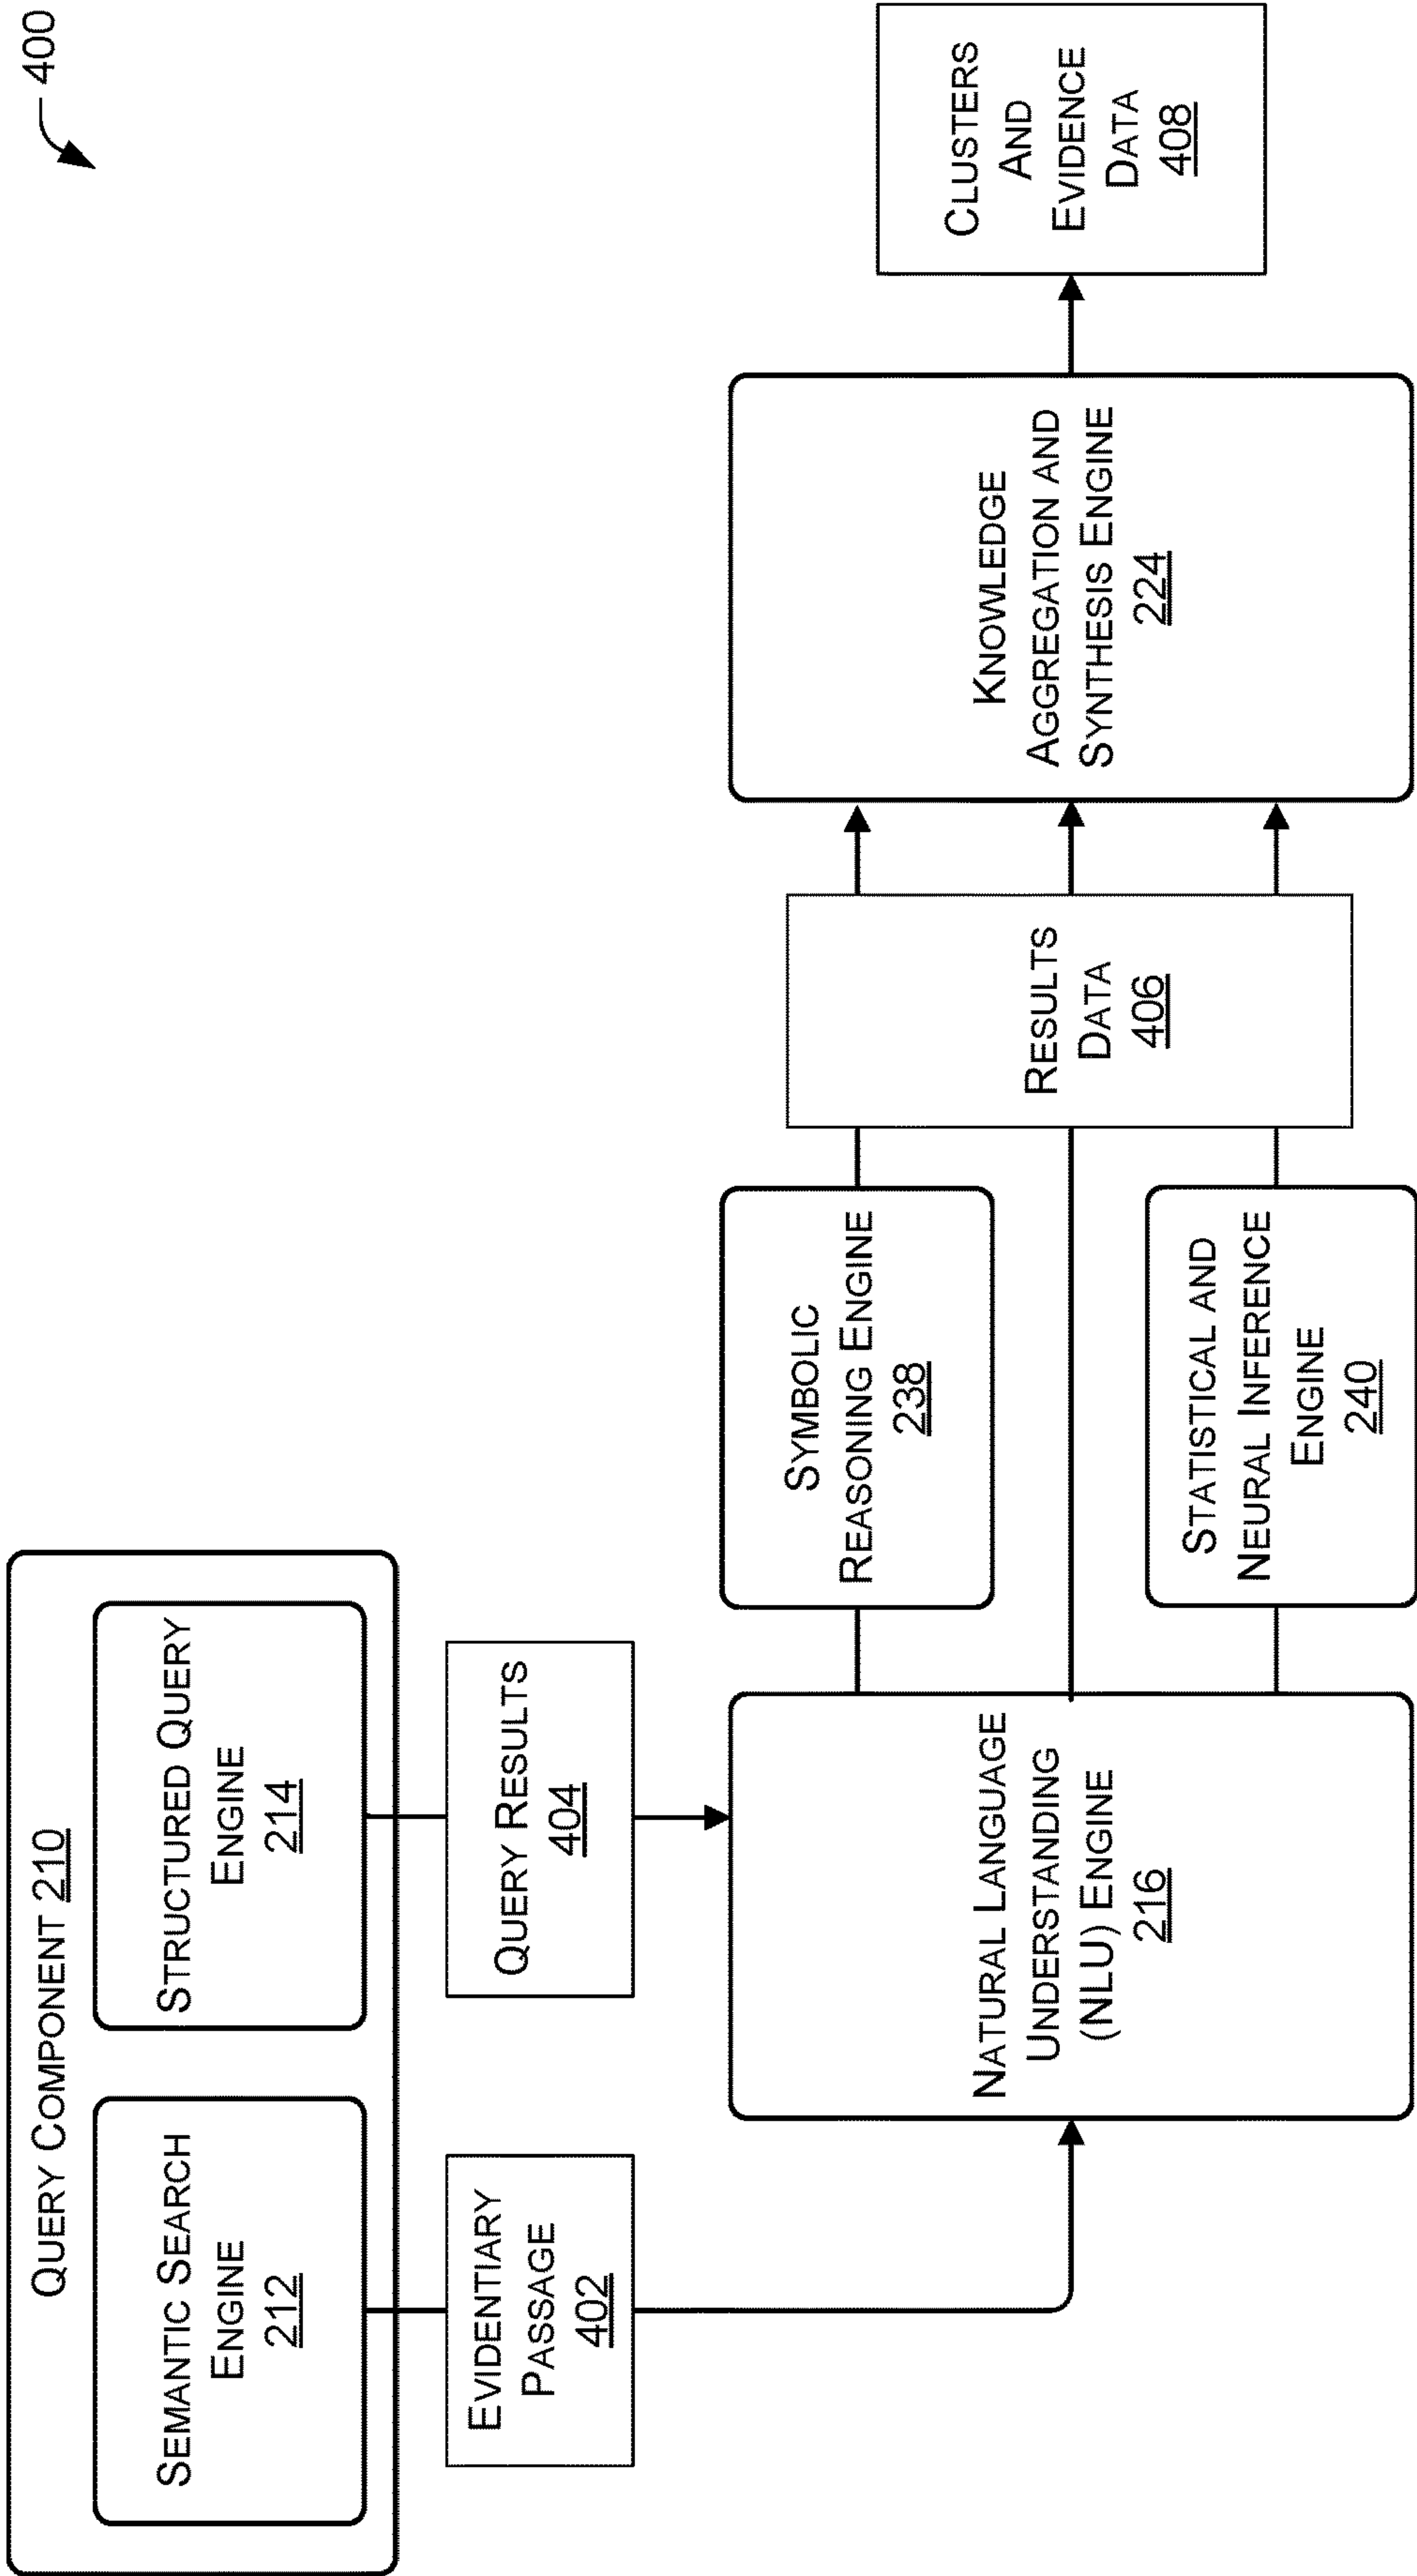 400
QUERY COMPONENT 210
SEMANTIC SEARCH
ENGINE
212
STRUCTURED QUERY
ENGINE
214
EVIDENTIARY
PASSAGE
402
QUERY RESULTS
404
NATURAL LANGUAGE
UNDERSTANDING
(NLU) ENGINE
216
SYMBOLIC
REASONING ENGINE
238
STATISTICAL AND
NEURAL INFERENCE
ENGINE
240
RESULTS
DATA
406
KNOWLEDGE
AGGREGATION AND
SYNTHESIS ENGINE
224
CLUSTERS
AND
EVIDENCE
DATA
408